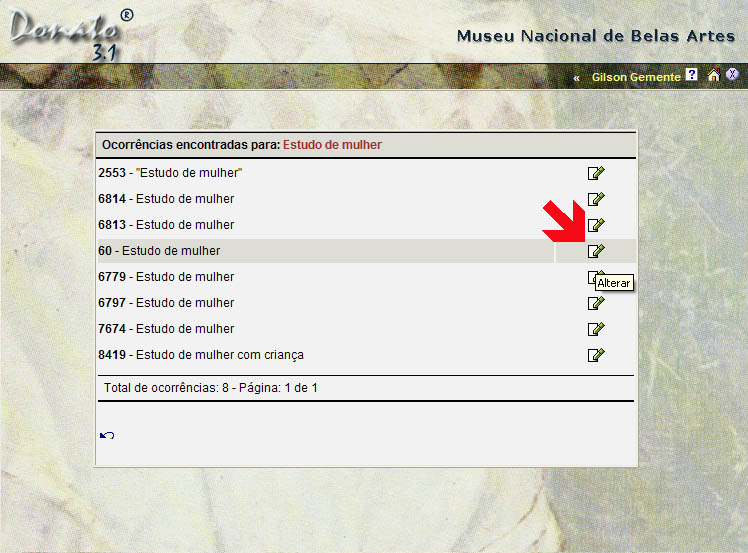 Donato ®
3.1
Museu Nacional de Belas Artes
« Gilson Gemente ? X
Ocorrências encontradas para: Estudo de mulher
2553 - "Estudo de mulher"
6814 - Estudo de mulher
6813 - Estudo de mulher
60 - Estudo de mulher
6779 - Estudo de mulher
Alterar
6797 - Estudo de mulher
7674 - Estudo de mulher
8419 - Estudo de mulher com criança
Total de ocorrências: 8 - Página: 1 de 1